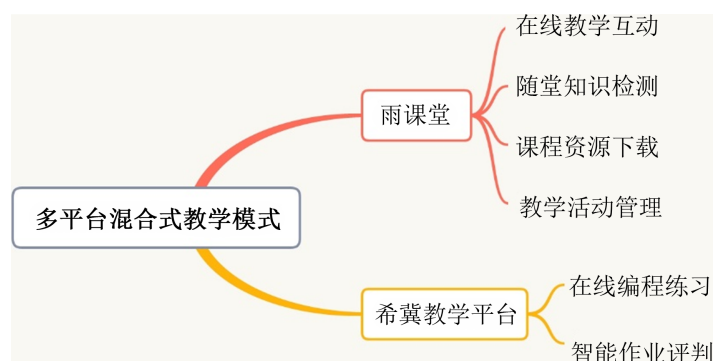 多平台混合式教学模式
雨课堂
在线教学互动
随堂知识检测
课程资源下载
教学活动管理
希冀教学平台
在线编程练习
智能作业评判